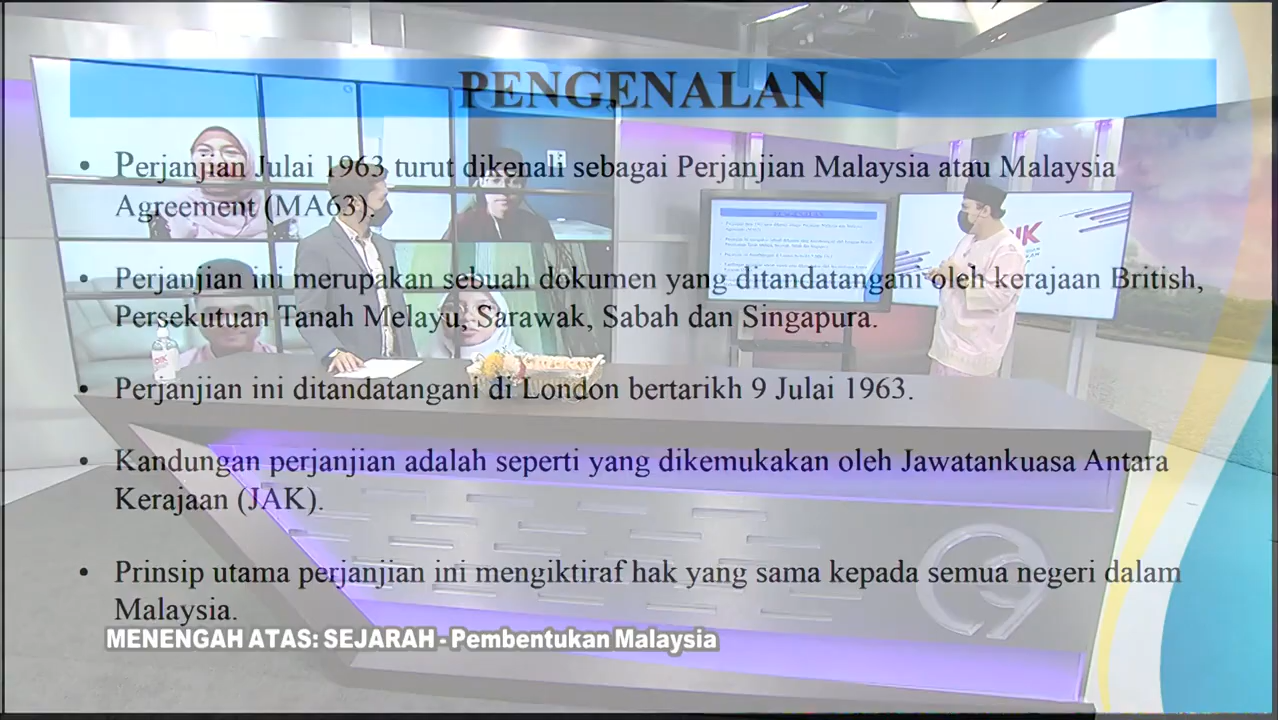 PENGENALAN
• Perjanjian Julai 1963 turut dikenali sebagai Perjanjian Malaysia atau Malaysia
Agreement (MA63).
• Perjanjian ini merupakan sebuah dokumen yang ditandatangani oleh kerajaan British,
Persekutuan Tanah Melayu, Sarawak, Sabah dan Singapura.
• Perjanjian ini ditandatangani di London bertarikh 9 Julai 1963.
• Kandungan perjanjian adalah seperti yang dikemukakan oleh Jawatankuasa Antara
Kerajaan (JAK).
• Prinsip utama perjanjian ini mengiktiraf hak yang sama kepada semua negeri dalam
Malaysia.
MENENGAH ATAS: SEJARAH - Pembentukan Malaysia